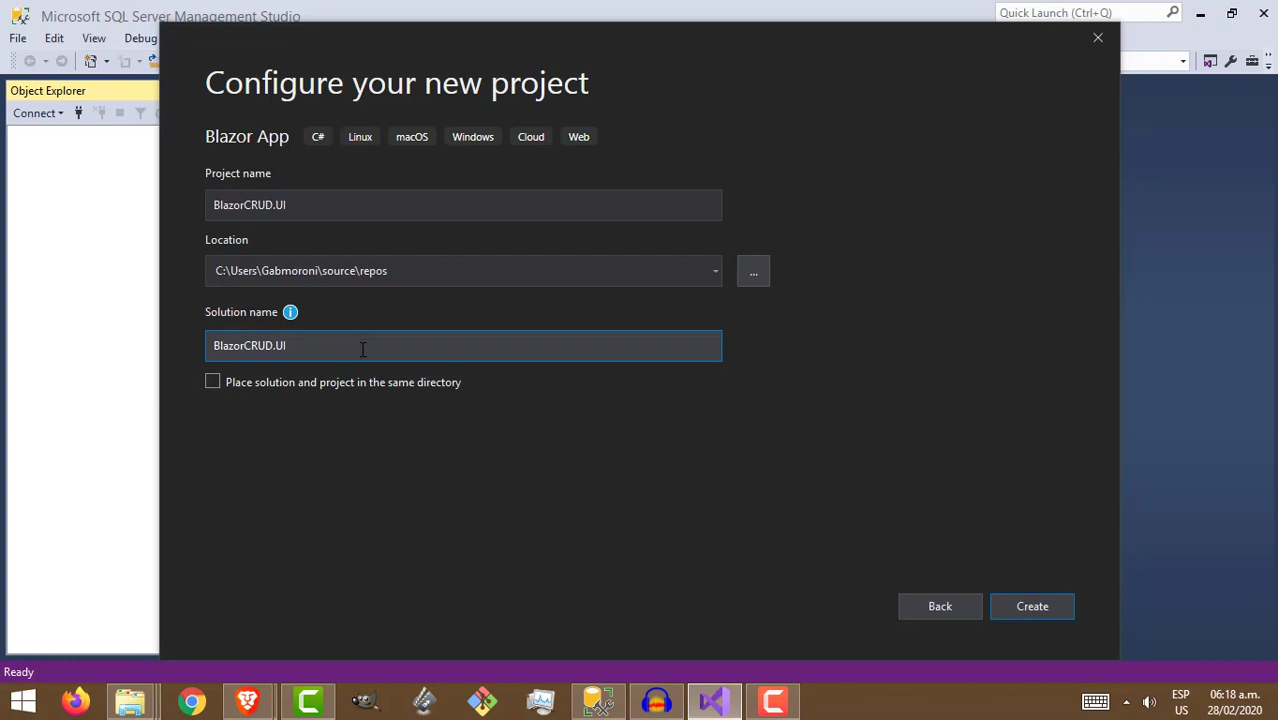 Microsoft SQL Server Management Studio
Quick Launch (Ctrl+Q)
File Edit View Debug
Object Explorer
Connect
Configure your new project
Blazor App C# Linux macOS Windows Cloud Web
Project name
BlazorCRUD.UI
Location
C:\Users\Gabmoroni\source\repos
...
Solution name
BlazorCRUD.UI
Place solution and project in the same directory
Back Create
Ready
ESP 06:18 a.m.
US 28/02/2020